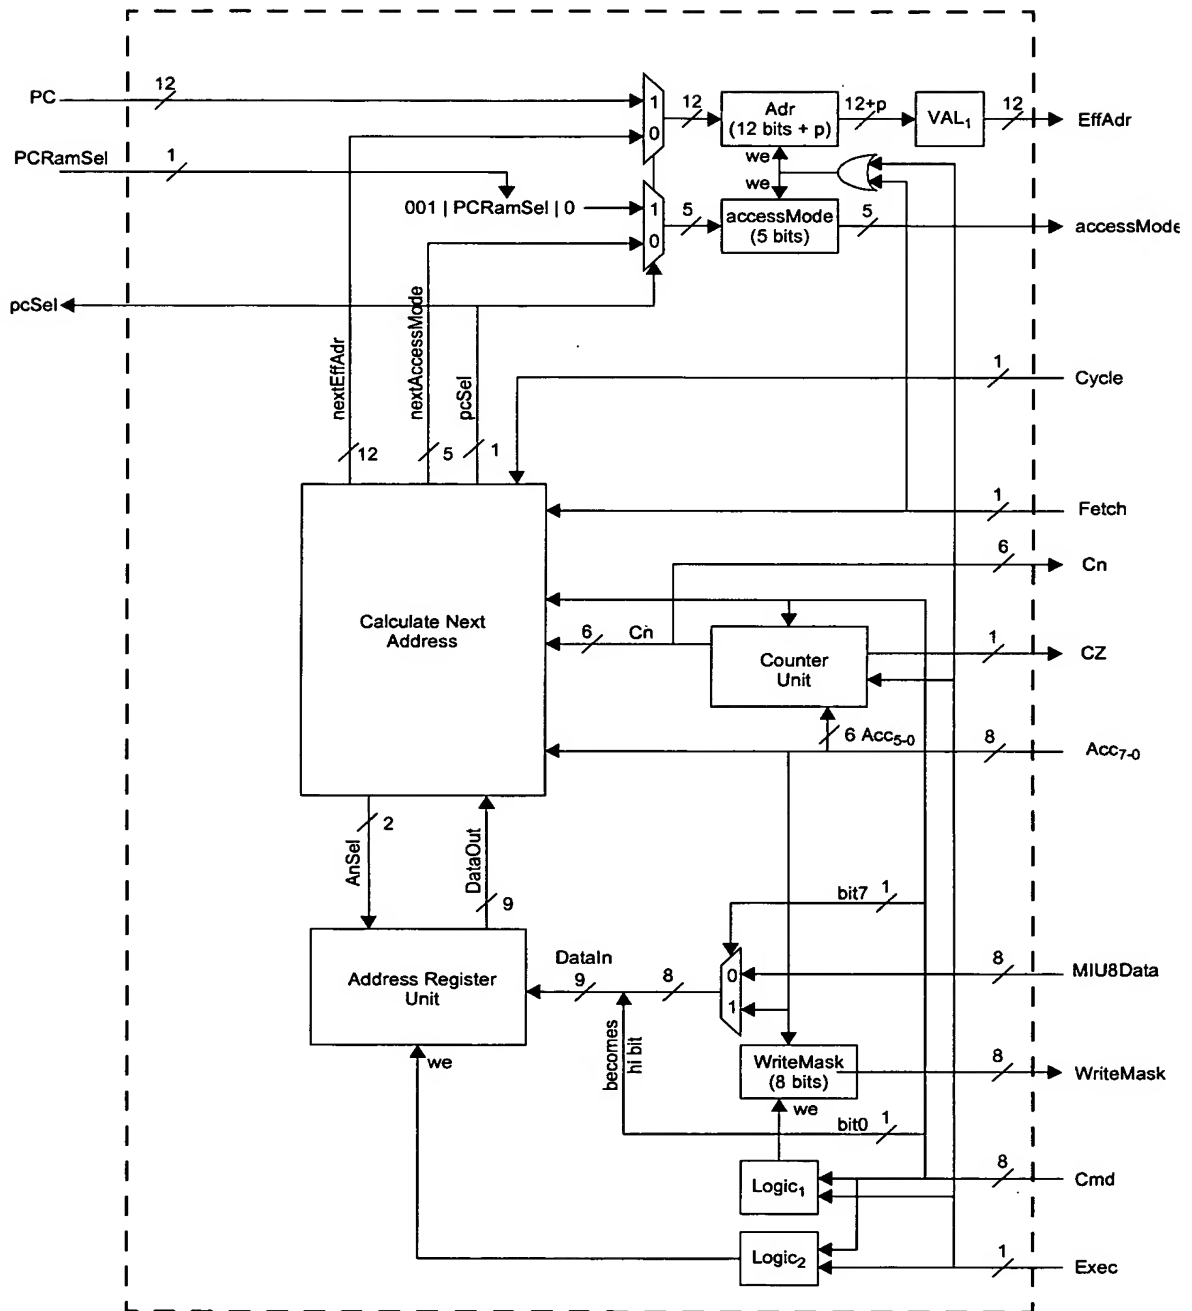 12
PC
1
0
12
Adr
(12 bits + p)
12+p
VAL1
12
EffAdr
PCRamSel
1
we
we
001 | PCRamSel | 0
1
0
5
accessMode
(5 bits)
5
accessMode
pcSel
nextEffAdr
nextAccessMode
pcSel
1
Cycle
12
5
1
1
Fetch
6
Cn
Calculate Next
Address
6
Cn
Counter
Unit
1
CZ
6 Acc5-0
8
Acc7-0
AnSel
2
DataOut
9
bit7
1
Address Register
Unit
DataIn
9
8
0
1
8
MIU8Data
becomes
hi bit
we
WriteMask
(8 bits)
8
WriteMask
we
bit0
1
Logic1
8
Cmd
Logic2
1
Exec